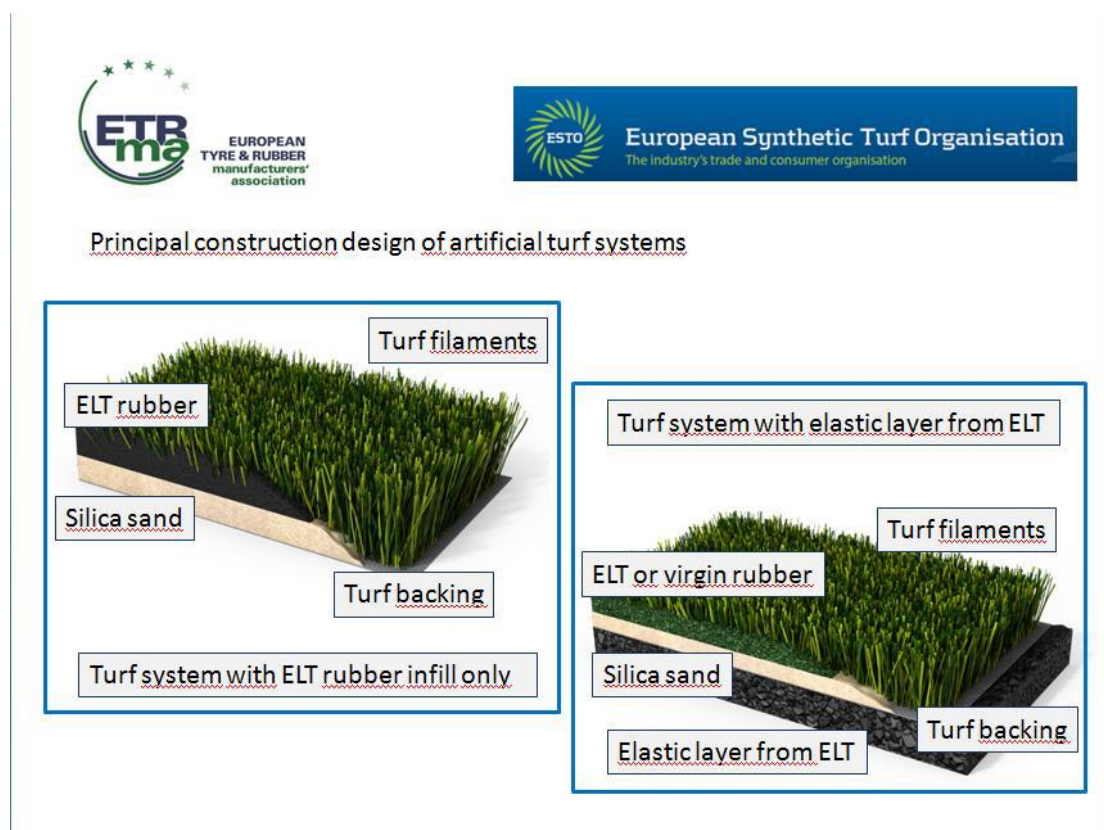 ETR
ma
EUROPEAN
TYRE & RUBBER
manufacturers'
association
ESTO
European Synthetic Turf Organisation
The industry's trade and consumer organisation
Principal construction design of artificial turf systems
Turf filaments
ELT rubber
Silica sand
Turf backing
Turf system with ELT rubber infill only
Turf system with elastic layer from ELT
Turf filaments
ELT or virgin rubber
Silica sand
Turf backing
Elastic layer from ELT